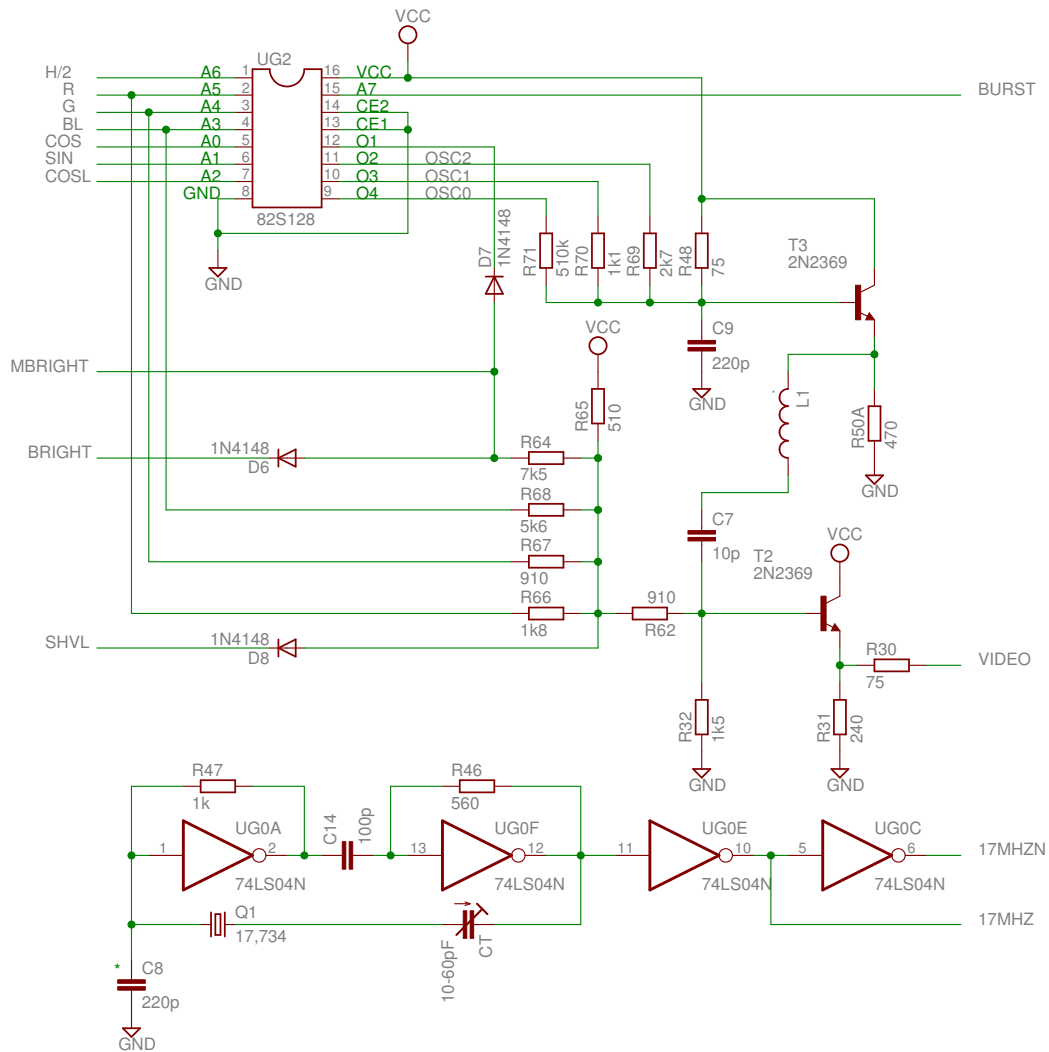 VCC
UG2
H/2 A6 1 16 VCC
R A5 2 15 A7 BURST
G A4 3 14 CE2
BL A3 4 13 CE1
COS A0 5 12 O1
SIN A1 6 11 O2 OSC2
COSL A2 7 10 O3 OSC1
GND 8 9 O4 OSC0
82S128
GND
D7
1N4148
R71
510k
R70
1k1
R69
2k7
R48
75
T3
2N2369
C9
220p
GND
VCC
MBRIGHT
R65
510
L1
R50A
470
GND
BRIGHT
1N4148
D6
R64
7k5
R68
5k6
R67
910
R66
1k8
C7
10p
VCC
T2
2N2369
910
R62
SHVL
1N4148
D8
R30
75
VIDEO
R32
1k5
GND
R31
240
GND
R47
1k
R46
560
C14
100p
UG0A
1 2
74LS04N
UG0F
13 12
74LS04N
UG0E
11 10
74LS04N
UG0C
5 6
74LS04N
17MHZN
17MHZ
Q1
17,734
10-60pF
CT
* C8
220p
GND